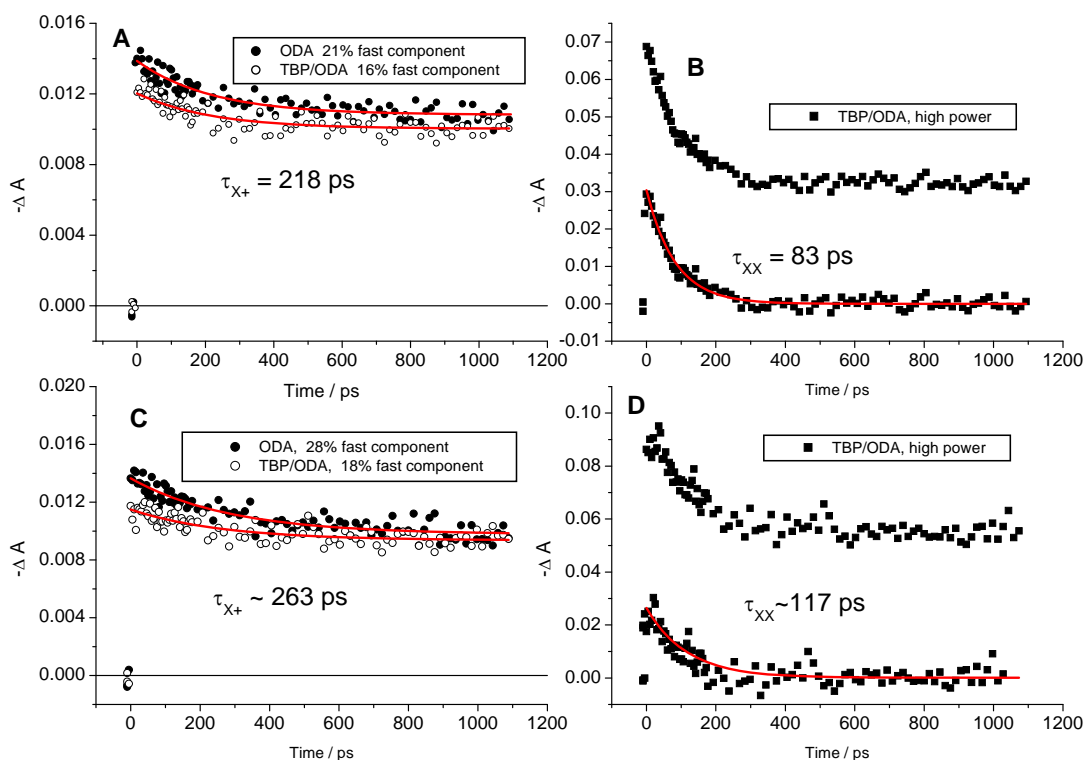 A
ODA 21% fast component
TBP/ODA 16% fast component
τX+ = 218 ps
-Δ A
0.016
0.012
0.008
0.004
0.000
0 200 400 600 800 1000 1200
Time / ps
B
TBP/ODA, high power
τXX = 83 ps
-Δ A
0.07
0.06
0.05
0.04
0.03
0.02
0.01
0.00
-0.01
0 200 400 600 800 1000 1200
Time / ps
C
ODA, 28% fast component
TBP/ODA, 18% fast component
τX+ ~ 263 ps
-Δ A
0.020
0.016
0.012
0.008
0.004
0.000
0 200 400 600 800 1000 1200
Time / ps
D
TBP/ODA, high power
τXX~117 ps
-Δ A
0.10
0.08
0.06
0.04
0.02
0.00
0 200 400 600 800 1000 1200
Time / ps